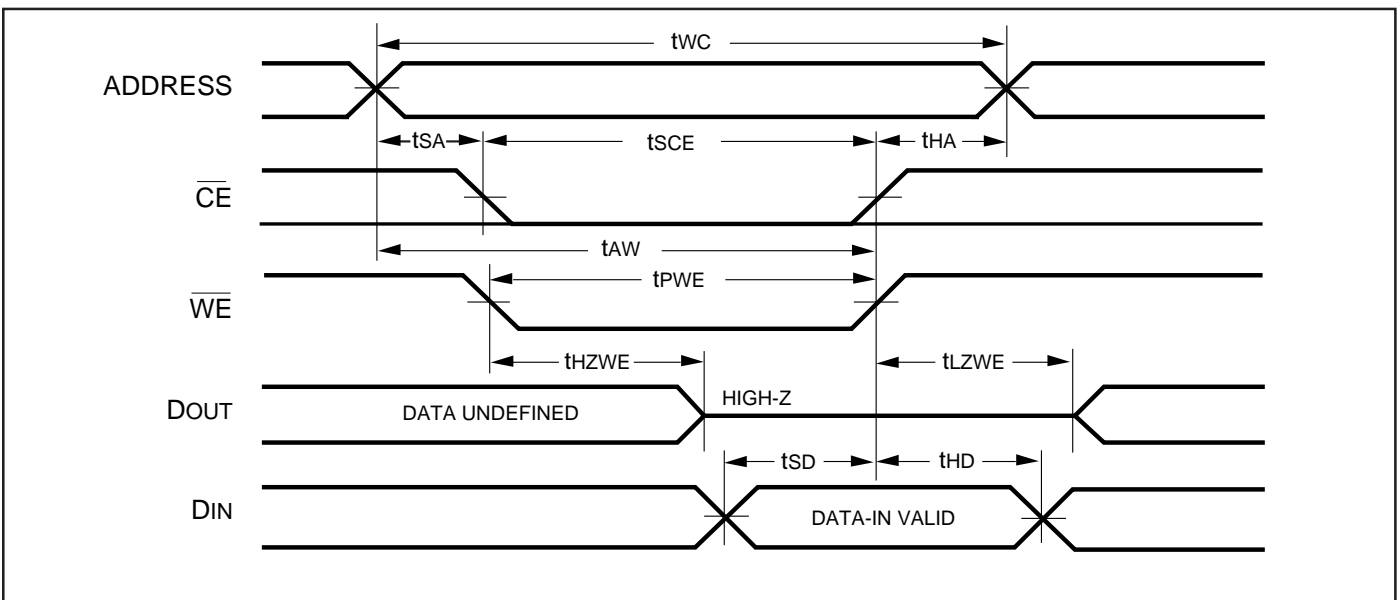 tWC
ADDRESS
tSA
tSCE
tHA
CE
tAW
tPWE
WE
tHZWE
tLZWE
DOUT
DATA UNDEFINED
HIGH-Z
tSD
tHD
DIN
DATA-IN VALID